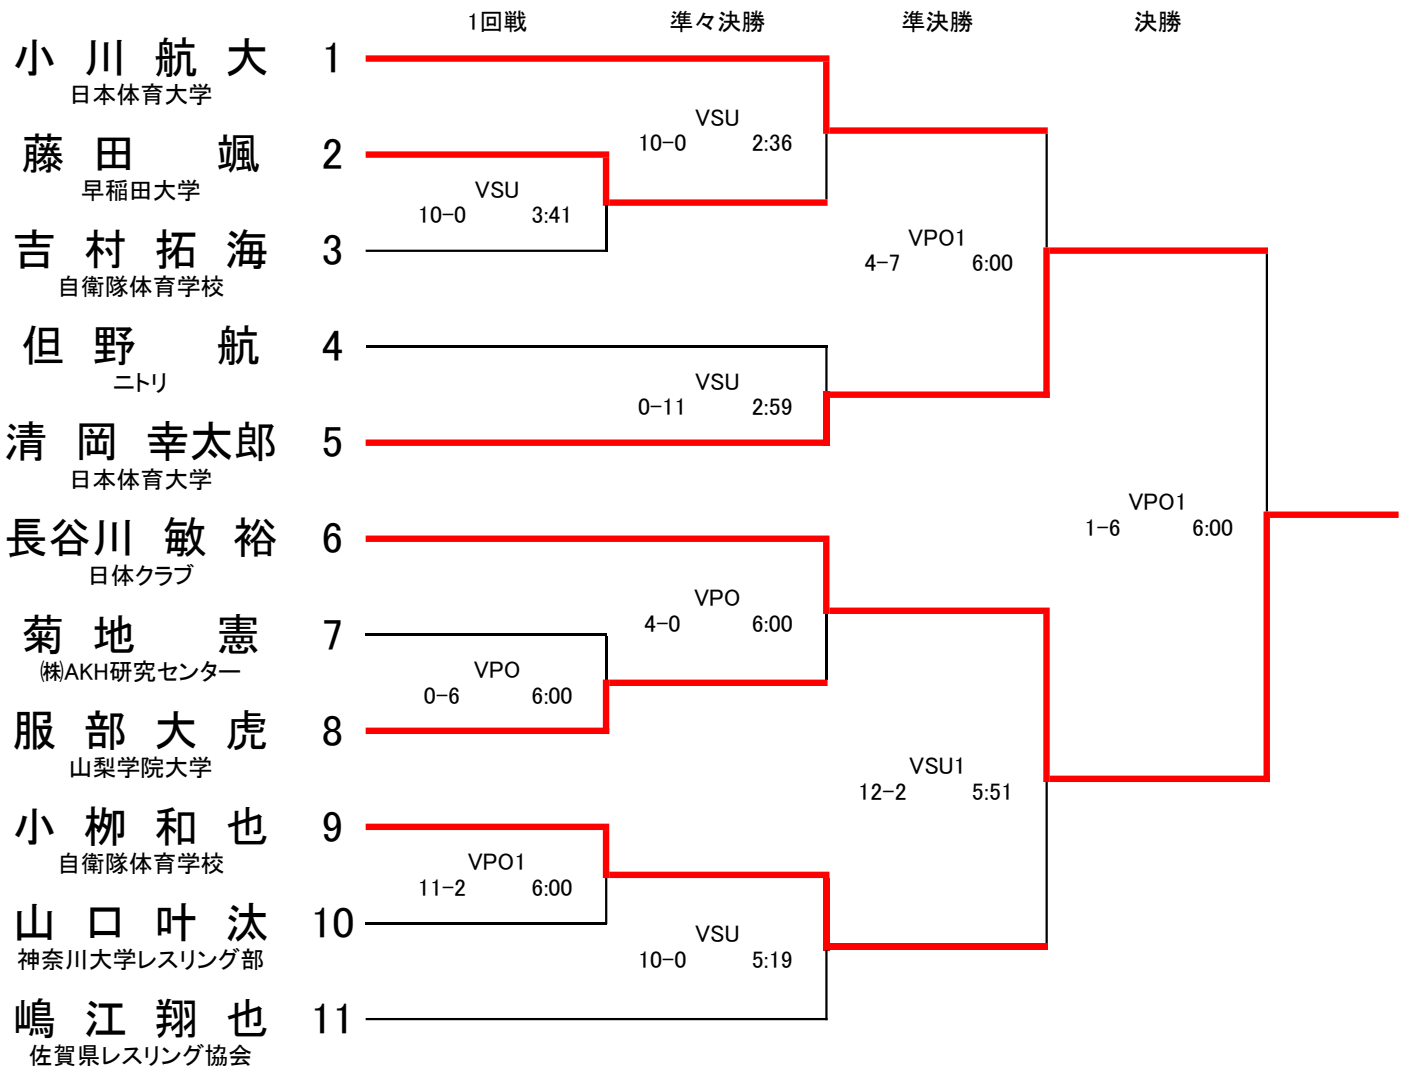 1回戦 準々決勝 準決勝 決勝
小 川 航 大 1
日本体育大学
VSU
10-0 2:36
藤 田 颯 2
早稲田大学
VSU
10-0 3:41
吉 村 拓 海 3
自衛隊体育学校
VPO1
4-7 6:00
但 野 航 4
ニトリ
VSU
0-11 2:59
清 岡 幸太郎 5
日本体育大学
VPO1
1-6 6:00
長谷川 敏 裕 6
日体クラブ
VPO
4-0 6:00
菊 地 憲 7
㈱AKH研究センター
VPO
0-6 6:00
服 部 大 虎 8
山梨学院大学
VSU1
12-2 5:51
小 栁 和 也 9
自衛隊体育学校
VPO1
11-2 6:00
山 口 叶 汰 10
神奈川大学レスリング部
VSU
10-0 5:19
嶋 江 翔 也 11
佐賀県レスリング協会